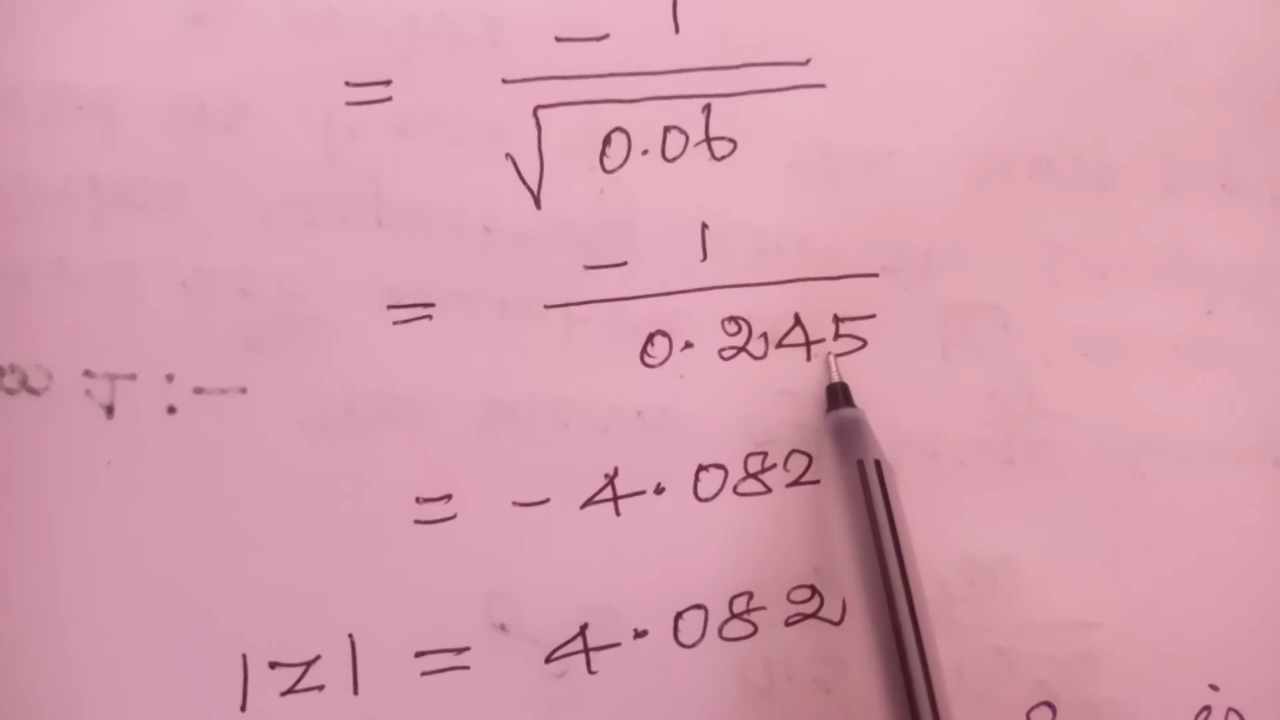 = - 1 / √0.06
= - 1 / 0.245
= - 4.082
|Z| = 4.082